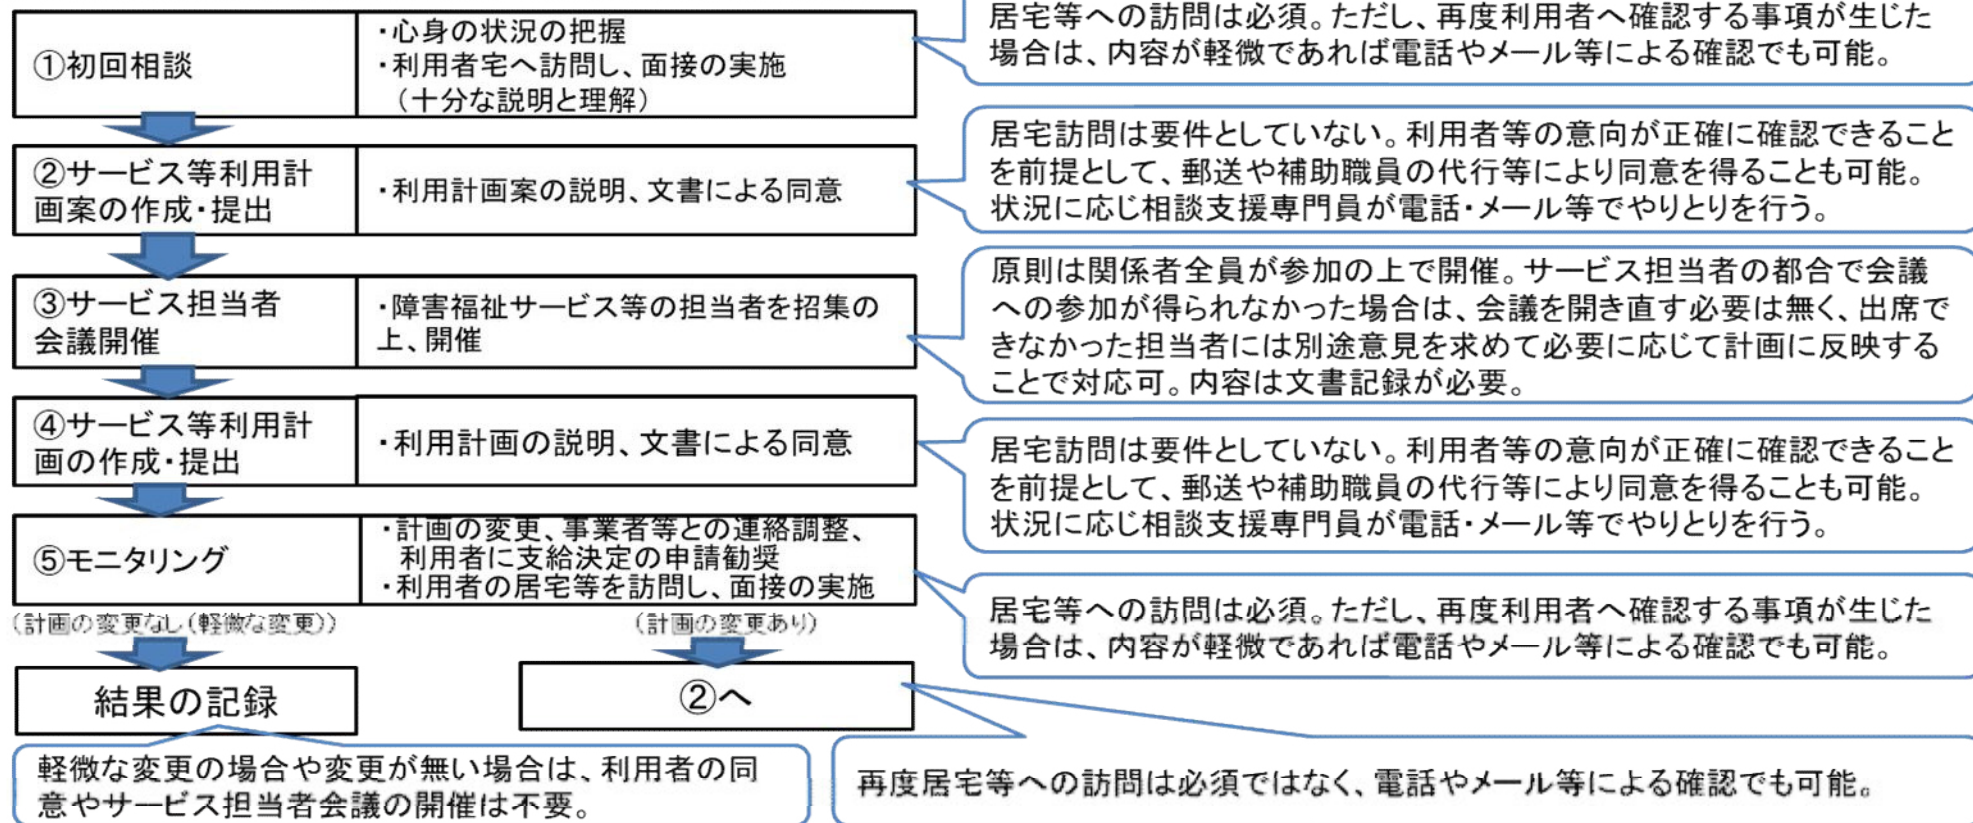 ①初回相談
・心身の状況の把握
・利用者宅へ訪問し、面接の実施
（十分な説明と理解）
居宅等への訪問は必須。ただし、再度利用者へ確認する事項が生じた
場合は、内容が軽微であれば電話やメール等による確認でも可能。
②サービス等利用計
画案の作成・提出
・利用計画案の説明、文書による同意
居宅訪問は要件としていない。利用者等の意向が正確に確認できること
を前提として、郵送や補助職員の代行等により同意を得ることも可能。
状況に応じ相談支援専門員が電話・メール等でやりとりを行う。
③サービス担当者
会議開催
・障害福祉サービス等の担当者を招集の
上、開催
原則は関係者全員が参加の上で開催。サービス担当者の都合で会議
への参加が得られなかった場合は、会議を開き直す必要は無く、出席で
きなかった担当者には別途意見を求めて必要に応じて計画に反映する
ことで対応可。内容は文書記録が必要。
④サービス等利用計
画の作成・提出
・利用計画の説明、文書による同意
居宅訪問は要件としていない。利用者等の意向が正確に確認できること
を前提として、郵送や補助職員の代行等により同意を得ることも可能。
状況に応じ相談支援専門員が電話・メール等でやりとりを行う。
⑤モニタリング
・計画の変更、事業者等との連絡調整、
利用者に支給決定の申請勧奨
・利用者の居宅等を訪問し、面接の実施
居宅等への訪問は必須。ただし、再度利用者へ確認する事項が生じた
場合は、内容が軽微であれば電話やメール等による確認でも可能。
（計画の変更なし（軽微な変更））
（計画の変更あり）
結果の記録
②へ
軽微な変更の場合や変更が無い場合は、利用者の同
意やサービス担当者会議の開催は不要。
再度居宅等への訪問は必須ではなく、電話やメール等による確認でも可能。